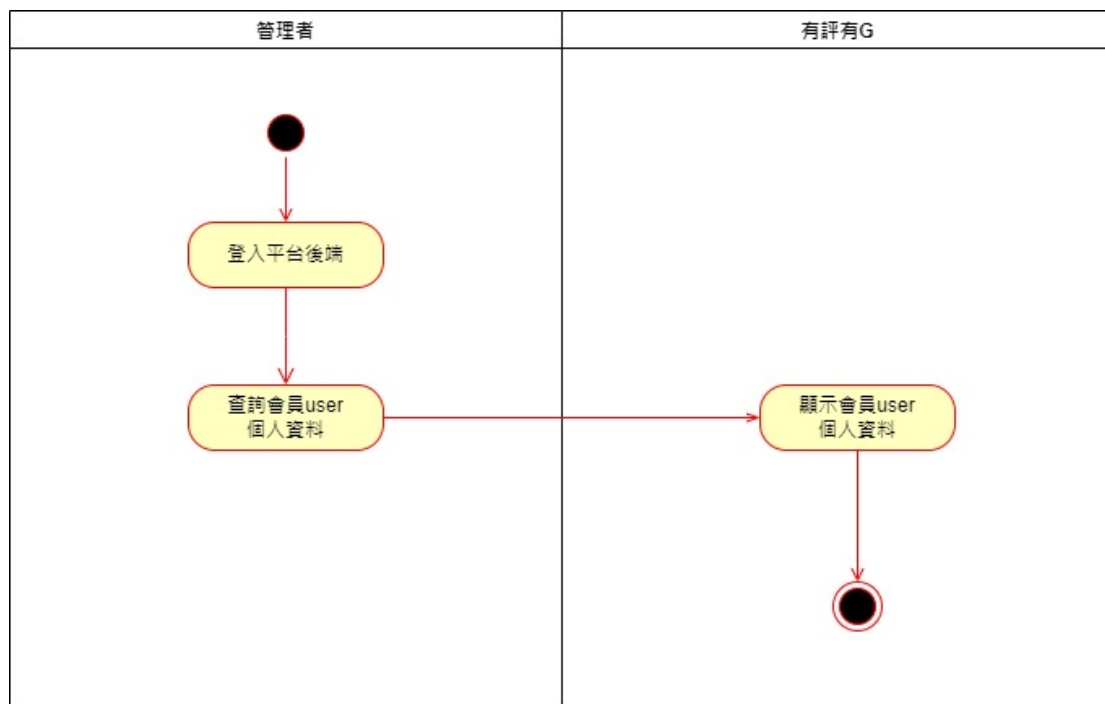 管理者
有評有G
登入平台後端
查詢會員user
個人資料
顯示會員user
個人資料